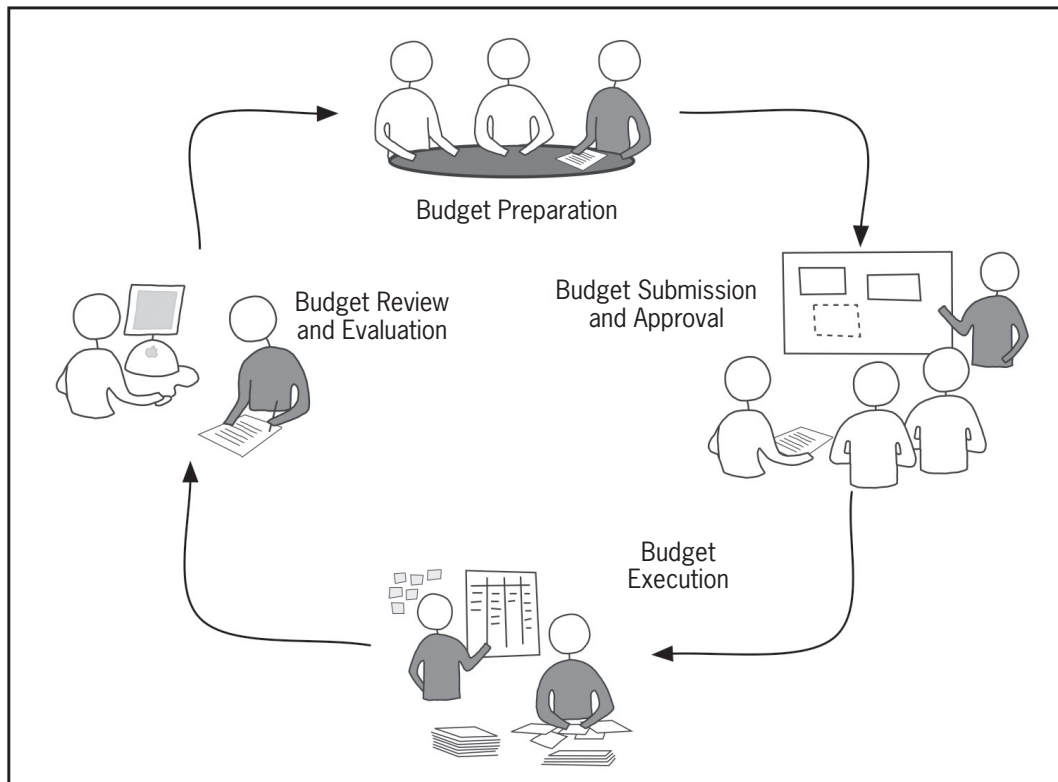 Budget Preparation
Budget Submission
and Approval
Budget
Execution
Budget Review
and Evaluation